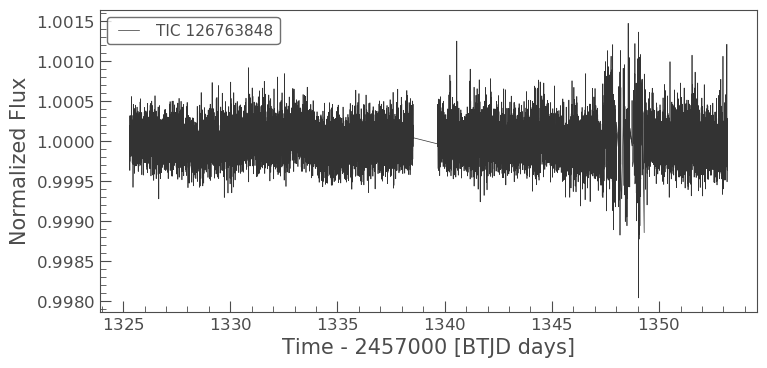 1.0015
1.0010
1.0005
1.0000
0.9995
0.9990
0.9985
0.9980
Normalized Flux
TIC 126763848
1325 1330 1335 1340 1345 1350
Time - 2457000 [BTJD days]